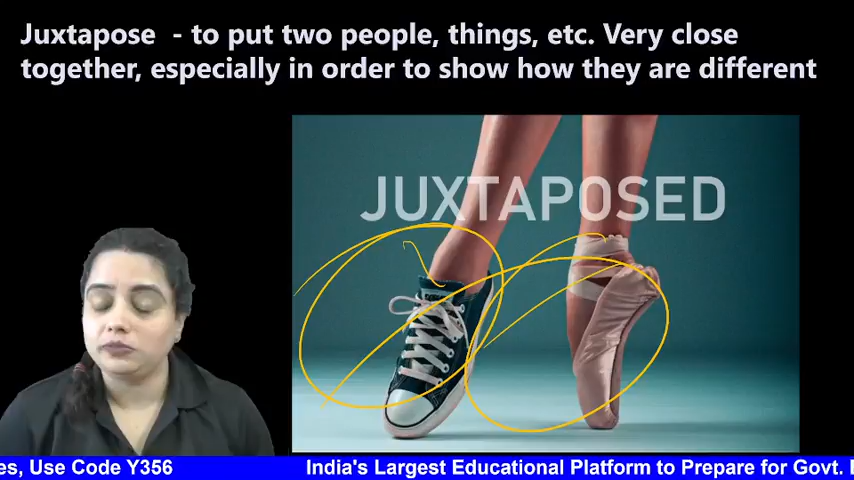 Juxtapose - to put two people, things, etc. Very close
together, especially in order to show how they are different
JUXTAPOSED
es, Use Code Y356 India's Largest Educational Platform to Prepare for Govt.